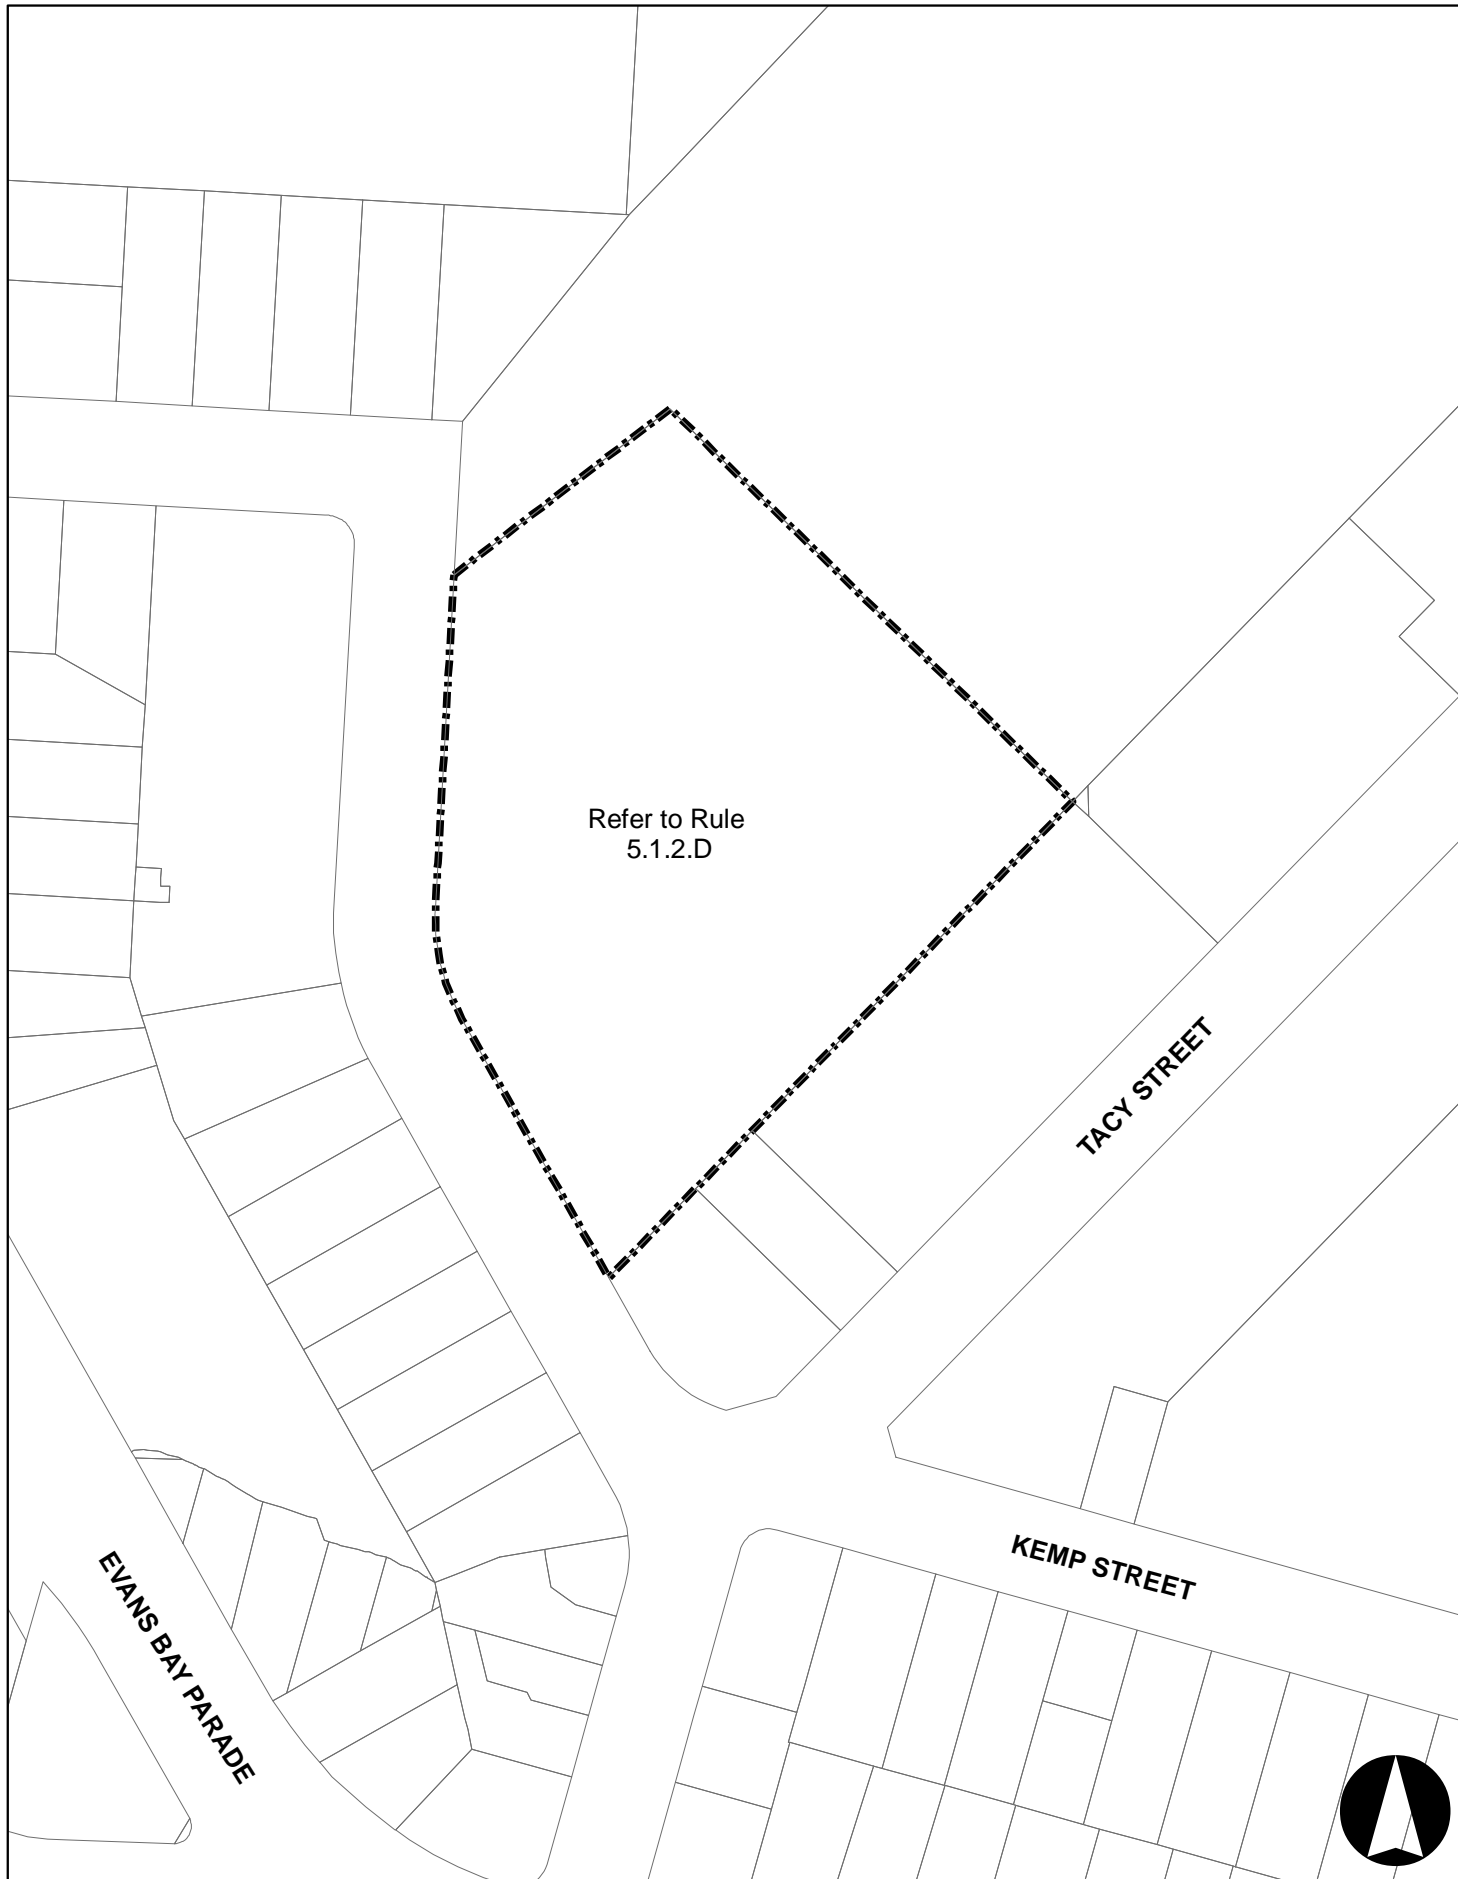 Refer to Rule
5.1.2.D
TACY STREET
KEMP STREET
EVANS BAY PARADE